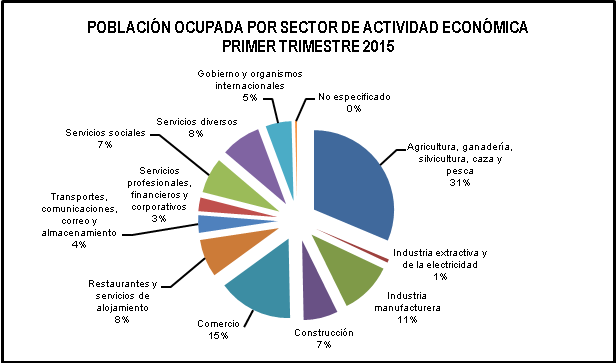 POBLACIÓN OCUPADA POR SECTOR DE ACTIVIDAD ECONÓMICA
PRIMER TRIMESTRE 2015
Gobierno y organismos
internacionales
5%
No especificado
0%
Servicios diversos
8%
Servicios sociales
7%
Agricultura, ganadería,
silvicultura, caza y
pesca
31%
Servicios
profesionales,
financieros y
corporativos
3%
Transportes,
comunicaciones,
correo y
almacenamiento
4%
Industria extractiva y
de la electricidad
1%
Restaurantes y
servicios de
alojamiento
8%
Industria
manufacturera
11%
Comercio
15%
Construcción
7%